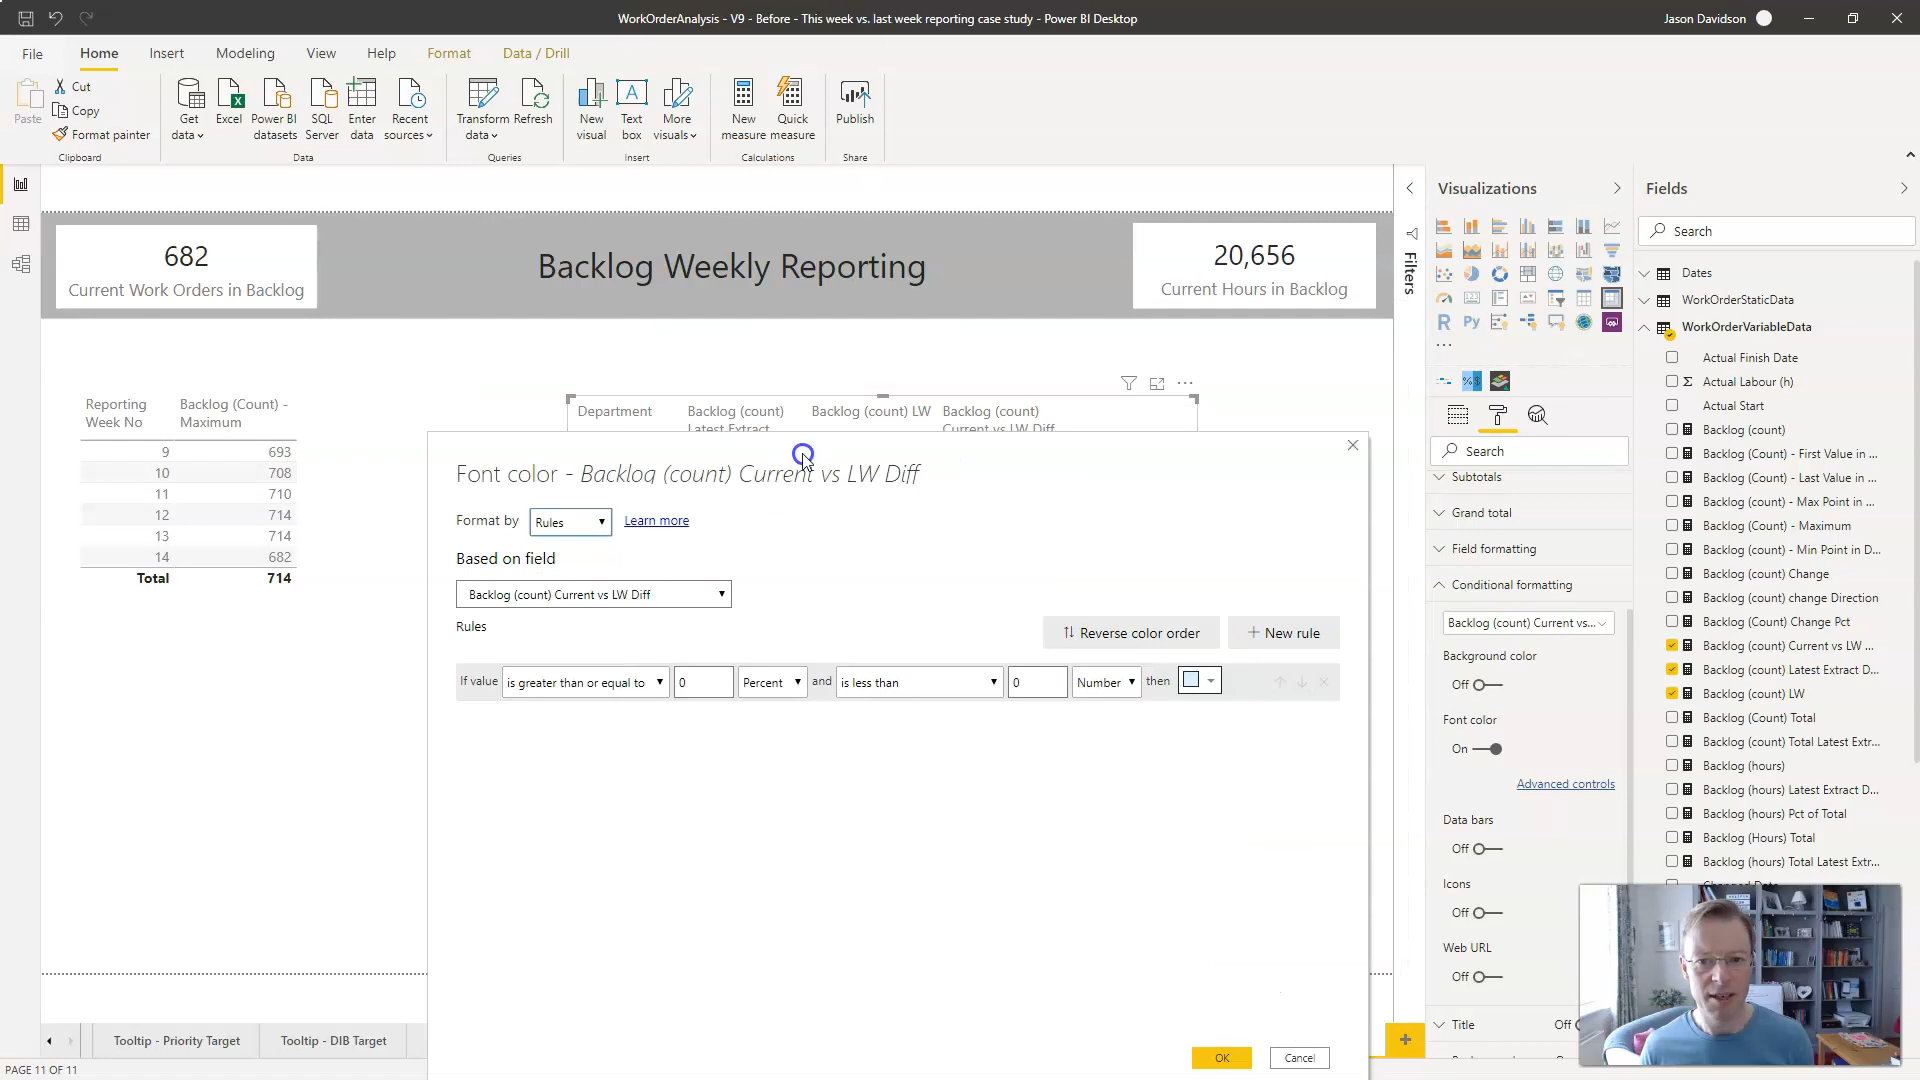 WorkOrderAnalysis - V9 - Before - This week vs. last week reporting case study - Power BI Desktop
Jason Davidson
File
Home
Insert
Modeling
View
Help
Format
Data / Drill
Paste
Cut
Copy
Format painter
Get data
Excel
Power BI datasets
SQL Server
Enter data
Recent sources
Transform data
Refresh
New visual
Text box
More visuals
New measure
Quick measure
Publish
Clipboard
Data
Queries
Insert
Calculations
Share
682
Current Work Orders in Backlog
Backlog Weekly Reporting
20,656
Current Hours in Backlog
Reporting Week No
Backlog (Count) - Maximum
9 693
10 708
11 710
12 714
13 714
14 682
Total 714
Department
Backlog (count) Latest Extract
Backlog (count) LW
Backlog (count) Current vs LW Diff
Font color - Backlog (count) Current vs LW Diff
Format by
Rules
Learn more
Based on field
Backlog (count) Current vs LW Diff
Rules
Reverse color order
New rule
If value
is greater than or equal to
0
Percent
and
is less than
0
Number
then
OK
Cancel
Filters
Visualizations
R
Py
Search
Subtotals
Grand total
Field formatting
Conditional formatting
Backlog (count) Current vs...
Background color
Off
Font color
On
Advanced controls
Data bars
Off
Icons
Off
Web URL
Off
Title
Off
Fields
Search
Dates
WorkOrderStaticData
WorkOrderVariableData
Actual Finish Date
Actual Labour (h)
Actual Start
Backlog (count)
Backlog (Count) - First Value in ...
Backlog (Count) - Last Value in ...
Backlog (count) - Max Point in ...
Backlog (Count) - Maximum
Backlog (count) - Min Point in D...
Backlog (count) Change
Backlog (count) change Direction
Backlog (Count) Change Pct
Backlog (count) Current vs LW ...
Backlog (count) Latest Extract D...
Backlog (count) LW
Backlog (Count) Total
Backlog (count) Total Latest Extr...
Backlog (hours)
Backlog (hours) Latest Extract D...
Backlog (hours) Pct of Total
Backlog (Hours) Total
Backlog (hours) Total Latest Extr...
Tooltip - Priority Target
Tooltip - DIB Target
PAGE 11 OF 11